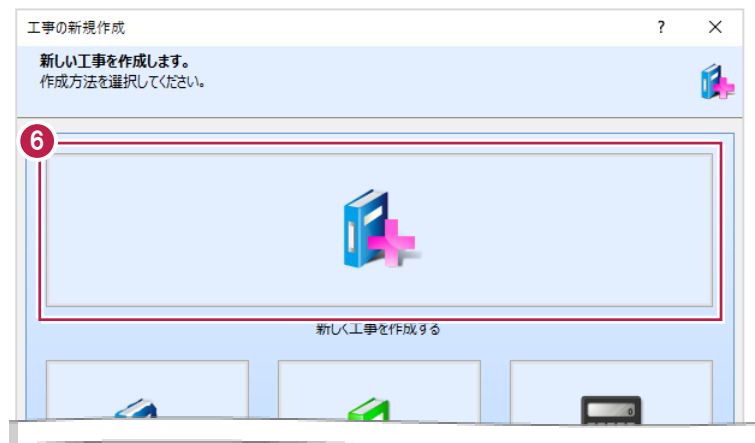 工事の新規作成 ? ×
新しい工事を作成します。
作成方法を選択してください。
6
新しく工事を作成する
0